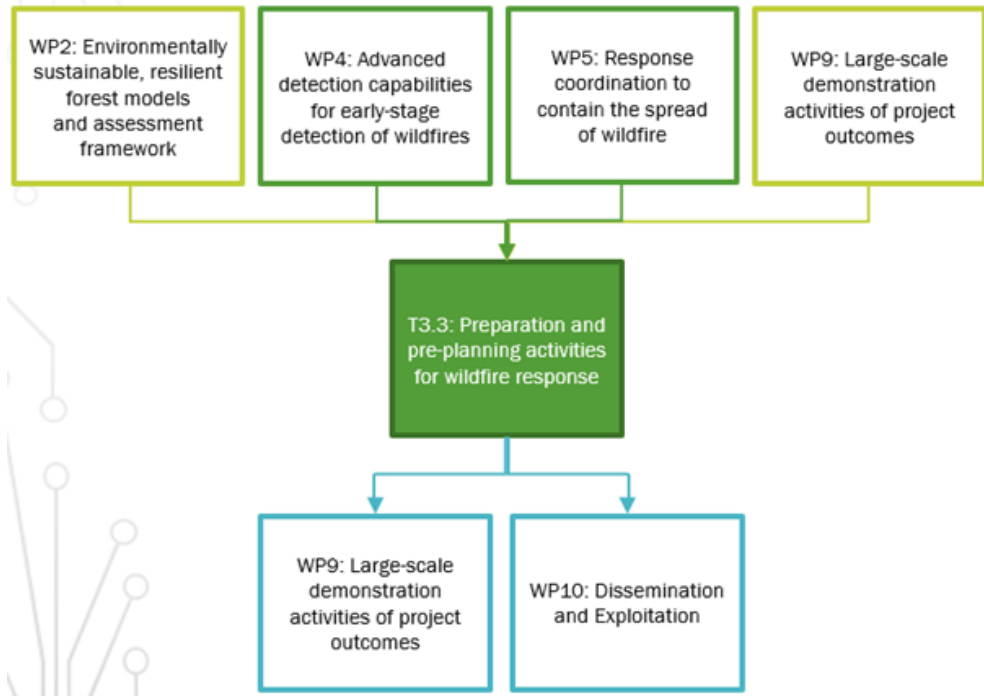 WP2: Environmentally
sustainable, resilient
forest models
and assessment
framework
WP4: Advanced
detection capabilities
for early-stage
detection of wildfires
WP5: Response
coordination to
contain the spread
of wildfire
WP9: Large-scale
demonstration
activities of project
outcomes
T3.3: Preparation and
pre-planning activities
for wildfire response
WP9: Large-scale
demonstration
activities of project
outcomes
WP10: Dissemination
and Exploitation